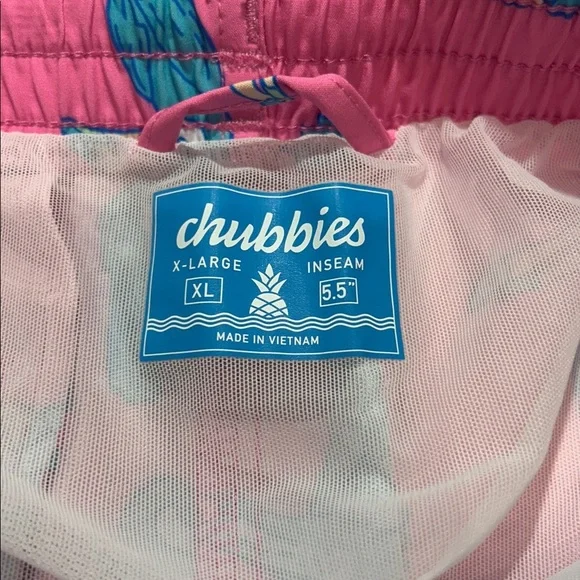 chubbies
X-LARGE INSEAM
XL 5.5"
MADE IN VIETNAM